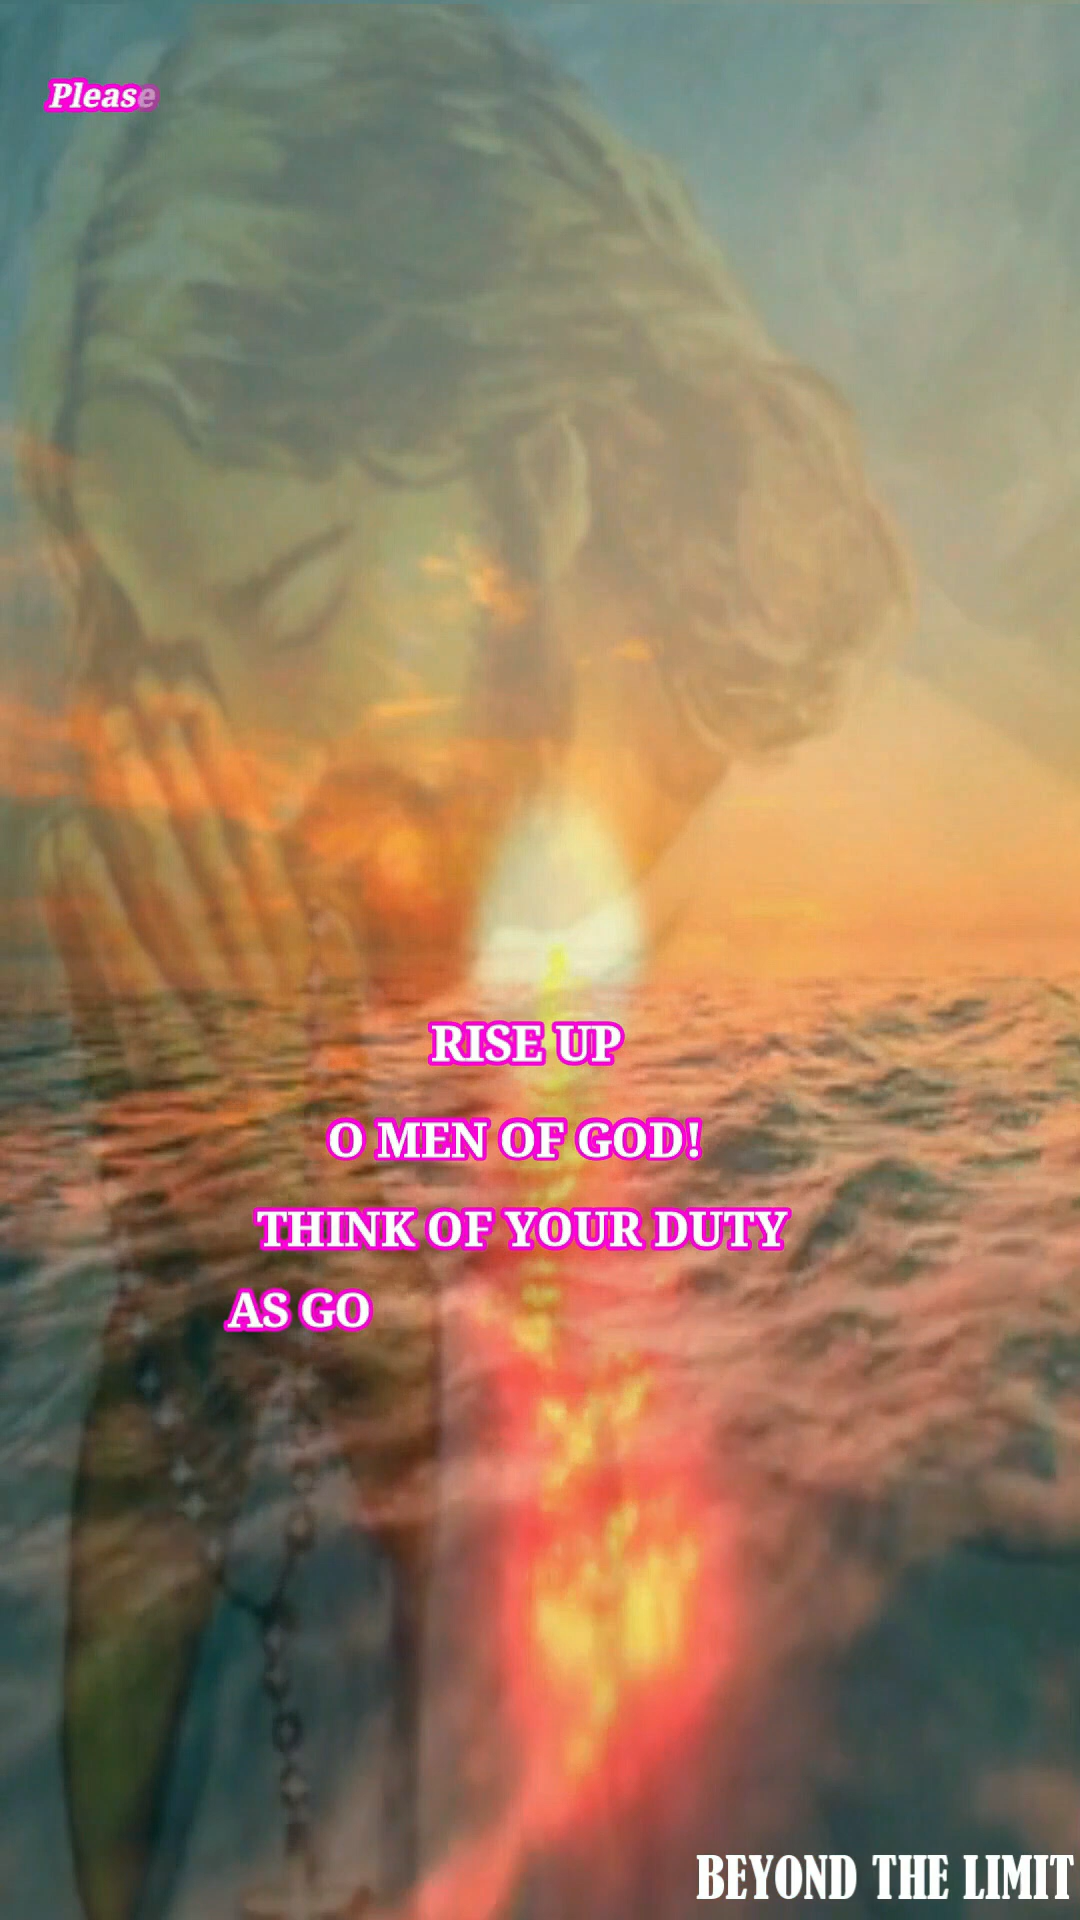 Please
RISE UP
O MEN OF GOD!
THINK OF YOUR DUTY
AS GO
BEYOND THE LIMIT